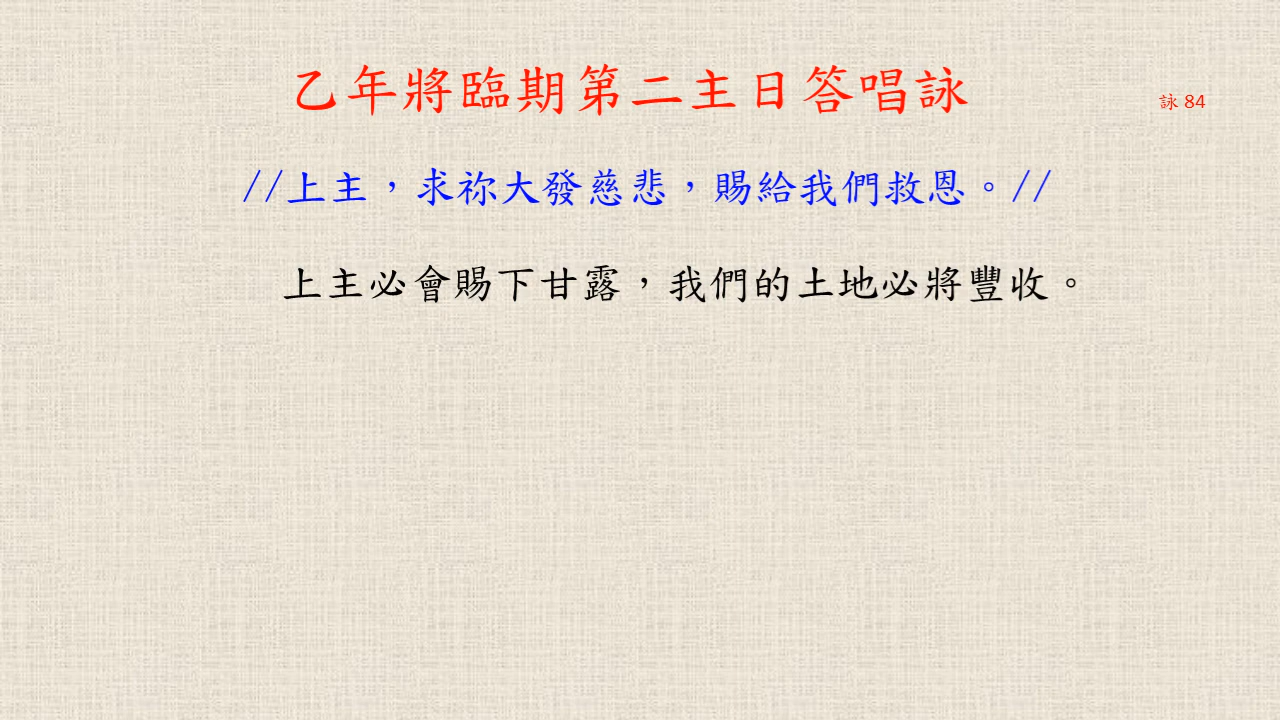 乙年將臨期第二主日答唱詠
詠 84
//上主，求祢大發慈悲，賜給我們救恩。//
上主必會賜下甘露，我們的土地必將豐收。